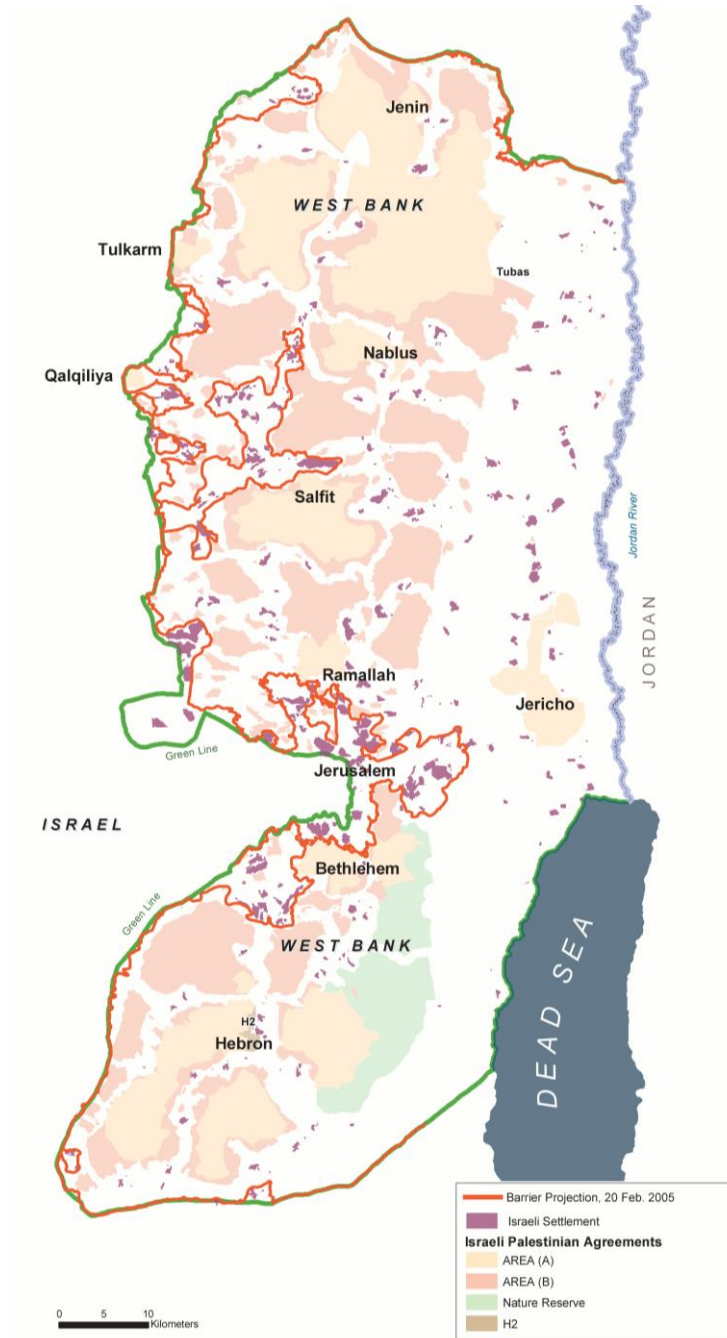 Jenin
WEST BANK
Tulkarm
Tubas
Nablus
Qalqiliya
Salfit
Jordan River
JORDAN
Ramallah
Jericho
Green Line
Jerusalem
ISRAEL
Bethlehem
Green Line
WEST BANK
H2
Hebron
DEAD SEA
Barrier Projection, 20 Feb. 2005
Israeli Settlement
Israeli Palestinian Agreements
AREA (A)
AREA (B)
Nature Reserve
H2
0 5 10
Kilometers